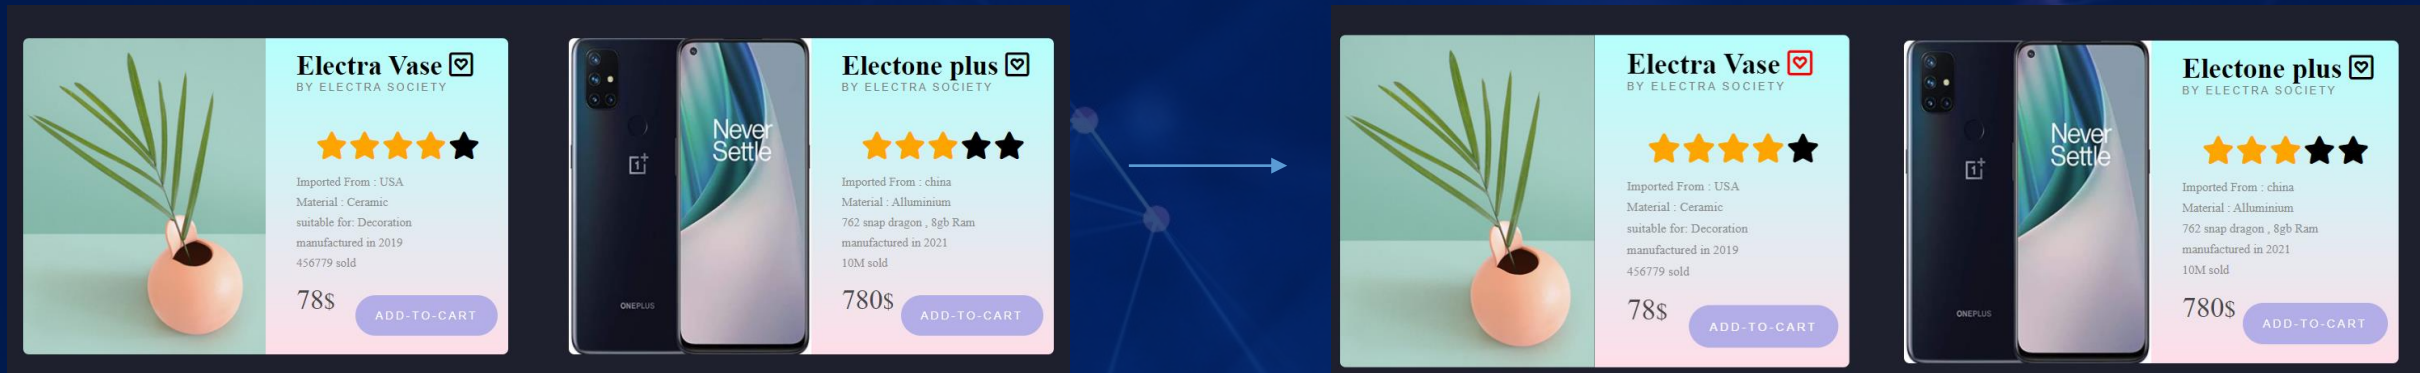 Electra Vase
BY ELECTRA SOCIETY
Imported From : USA
Material : Ceramic
suitable for: Decoration
manufactured in 2019
456779 sold
78$
ADD-TO-CART
Never
Settle
1+
ONEPLUS
Electone plus
BY ELECTRA SOCIETY
Imported From : china
Material : Alluminium
762 snap dragon , 8gb Ram
manufactured in 2021
10M sold
780$
ADD-TO-CART
Electra Vase
BY ELECTRA SOCIETY
Imported From : USA
Material : Ceramic
suitable for: Decoration
manufactured in 2019
456779 sold
78$
ADD-TO-CART
Never
Settle
1+
ONEPLUS
Electone plus
BY ELECTRA SOCIETY
Imported From : china
Material : Alluminium
762 snap dragon , 8gb Ram
manufactured in 2021
10M sold
780$
ADD-TO-CART